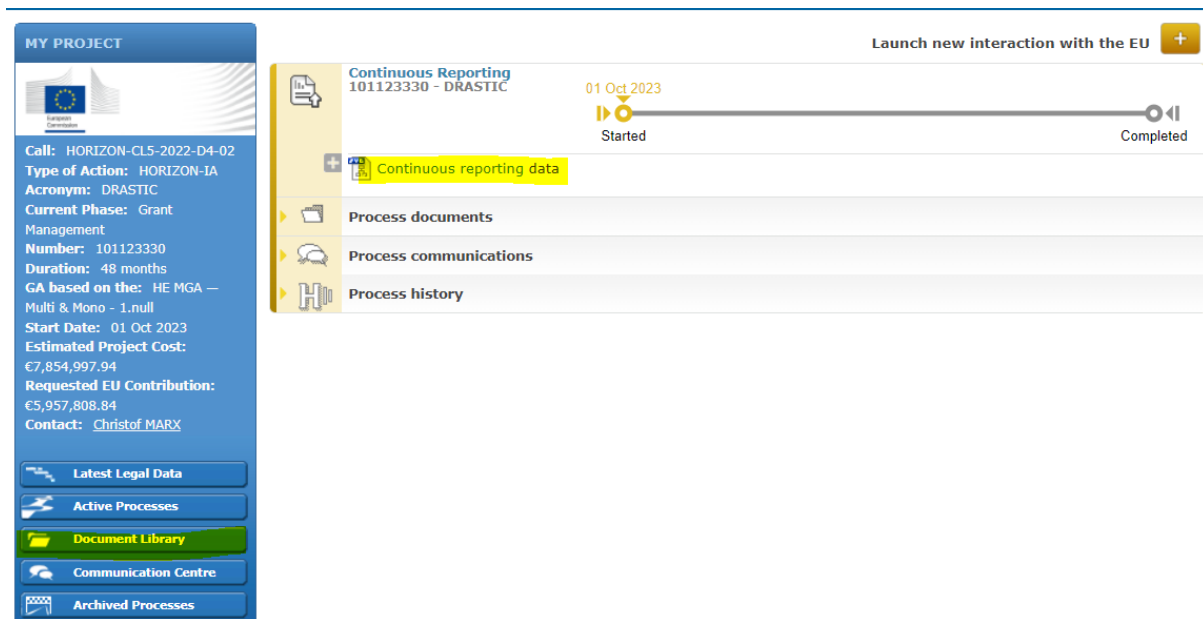 MY PROJECT
European
Commission
Call: HORIZON-CL5-2022-D4-02
Type of Action: HORIZON-IA
Acronym: DRASTIC
Current Phase: Grant
Management
Number: 101123330
Duration: 48 months
GA based on the: HE MGA —
Multi & Mono - 1.null
Start Date: 01 Oct 2023
Estimated Project Cost:
€7,854,997.94
Requested EU Contribution:
€5,957,808.84
Contact: Christof MARX
Latest Legal Data
Active Processes
Document Library
Communication Centre
Archived Processes
Launch new interaction with the EU +
Continuous Reporting
101123330 - DRASTIC
01 Oct 2023
Started
Completed
Continuous reporting data
Process documents
Process communications
Process history